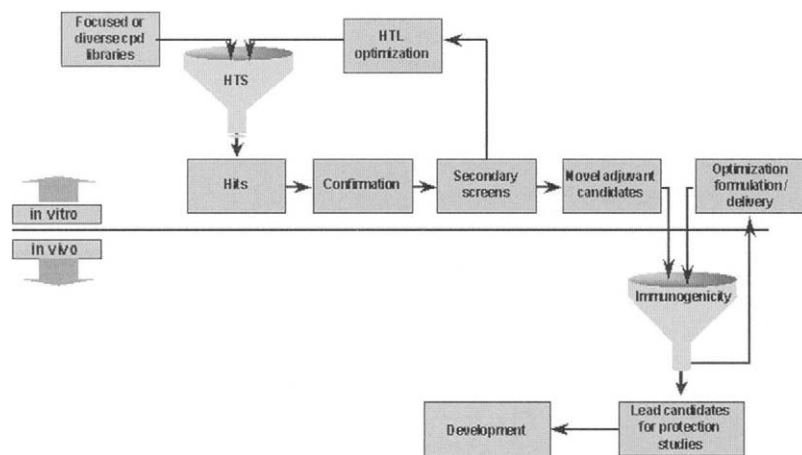 Focused or
diverse cpd
libraries
HTL
optimization
HTS
Hits
Confirmation
Secondary
screens
Novel adjuvant
candidates
Optimization
formulation/
delivery
in vitro
in vivo
Immunogenicity
Lead candidates
for protection
studies
Development